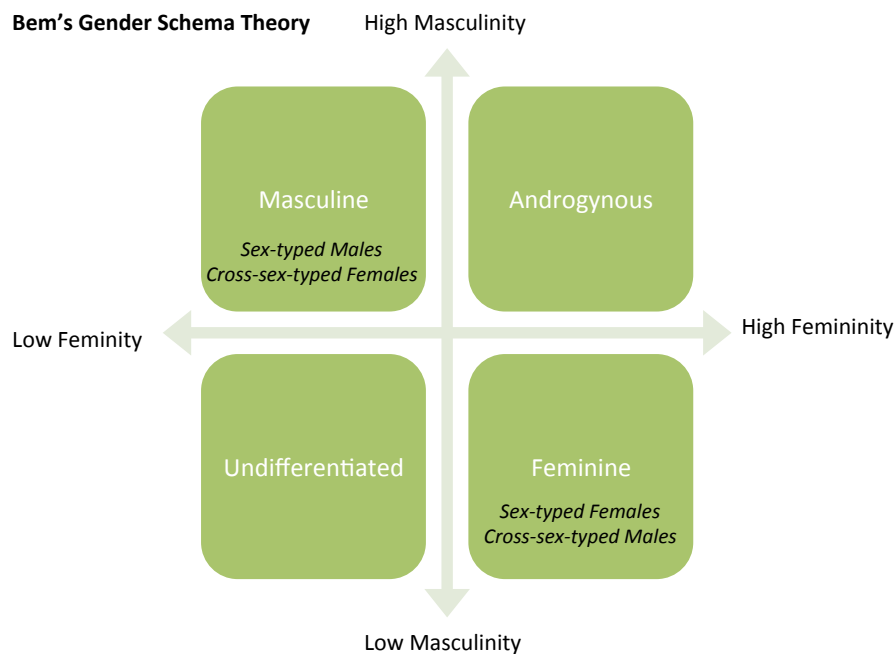 Bem’s Gender Schema Theory
High Masculinity
Masculine
Sex-typed Males
Cross-sex-typed Females
Androgynous
Low Feminity
High Femininity
Undifferentiated
Feminine
Sex-typed Females
Cross-sex-typed Males
Low Masculinity